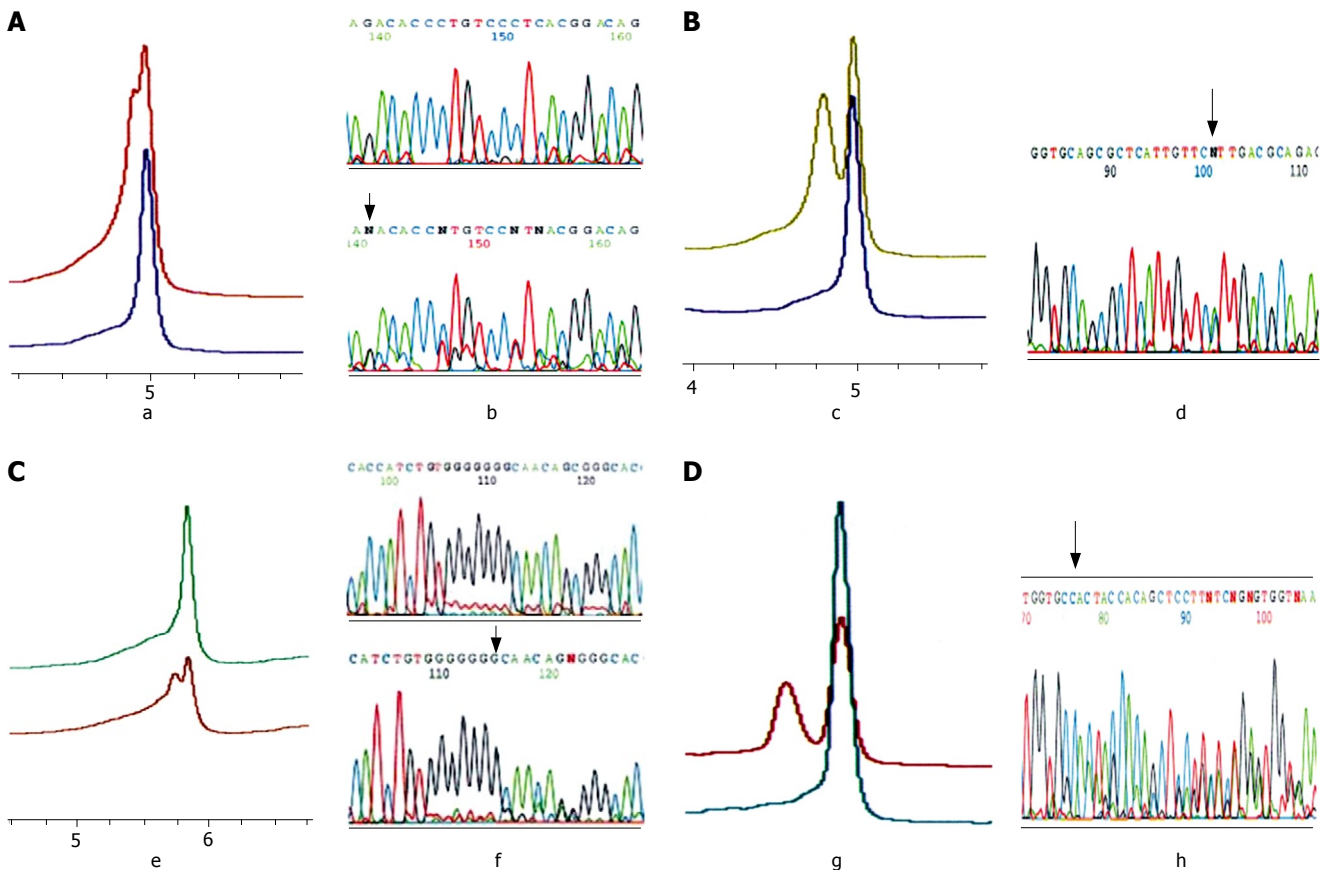 A
AGACACCCTGTCCCTCACGGACAG
140 150 160
ANACACCNTGTCCNTNACGGACAG
140 150 160
5
a
b
B
GGTGCAGCGCTCATTGTTCNTTGACGCAGAG
90 100 110
4 5
c
d
C
CACCATCTGTGGGGGGGCAACAGCGGGCAC
100 110 120
CATCTGTGGGGGGGCAACAGNGGGCAC
110 120
5 6
e
f
D
TGGTGCCACTACCACAGCTCCTTNTCNGNGTGGTNAA
70 80 90 100
g
h